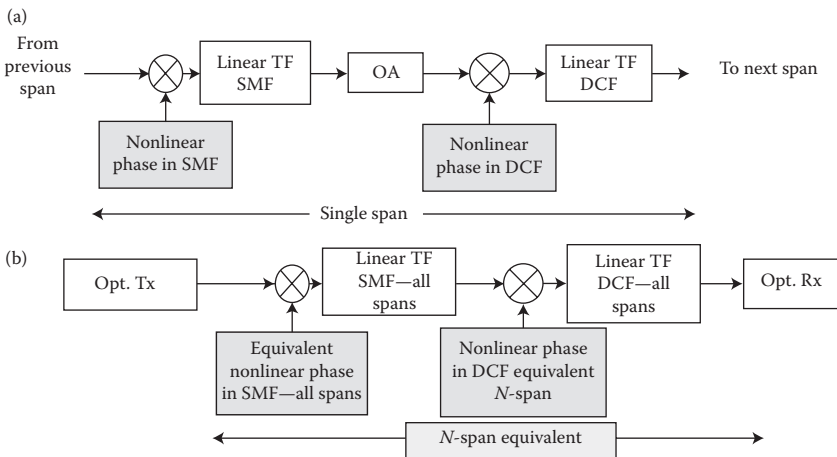 (a)
From
previous
span
Linear TF
SMF
OA
Linear TF
DCF
To next span
Nonlinear
phase in SMF
Nonlinear
phase in DCF
Single span
(b)
Opt. Tx
Linear TF
SMF—all
spans
Linear TF
DCF—all
spans
Opt. Rx
Equivalent
nonlinear phase
in SMF—all spans
Nonlinear phase
in DCF equivalent
N-span
N-span equivalent